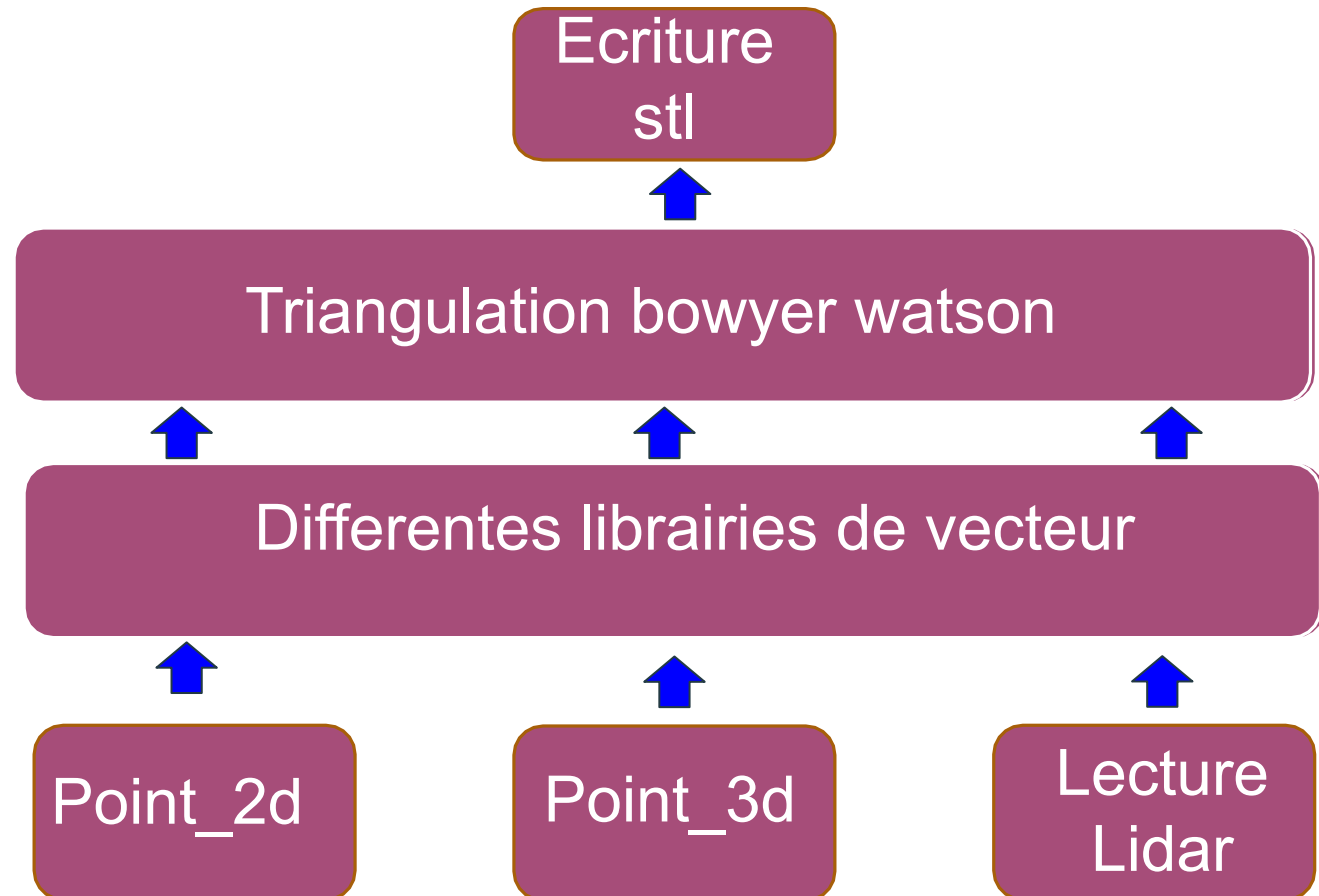 Ecriture
stl
Triangulation bowyer watson
Differentes librairies de vecteur
Point_2d
Point_3d
Lecture
Lidar